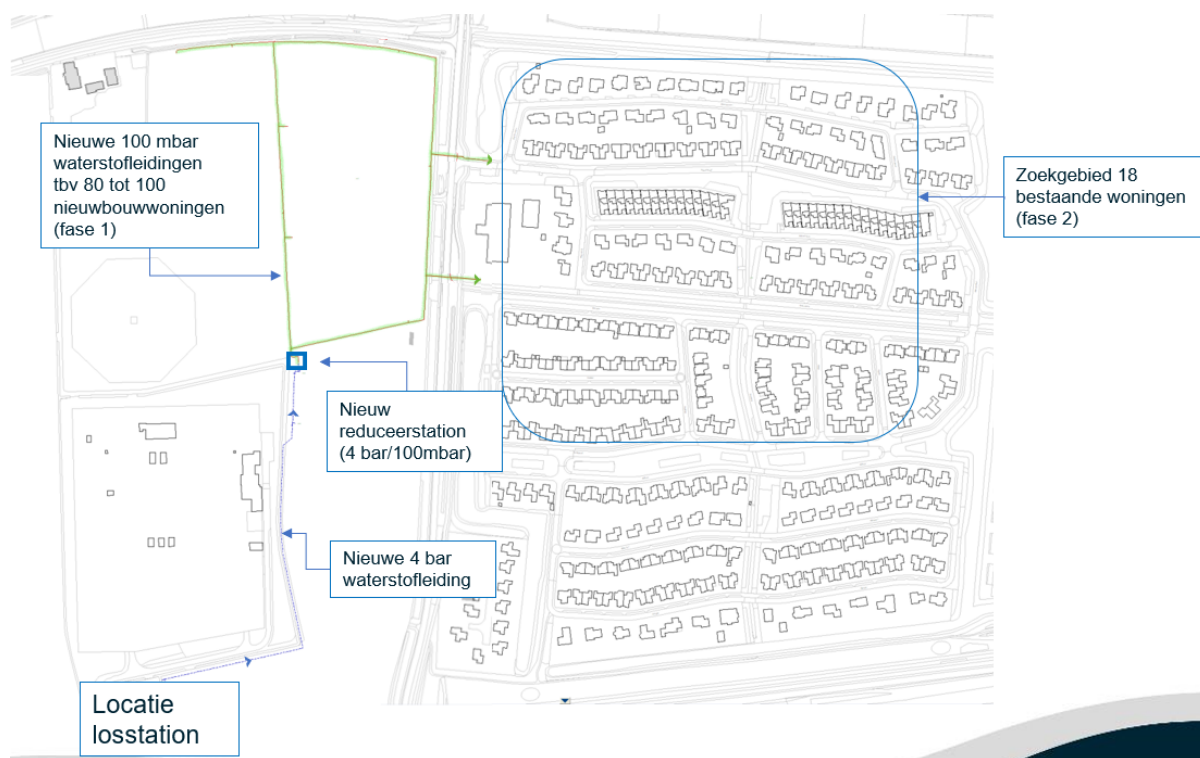 Nieuwe 100 mbar
waterstofleidingen
tbv 80 tot 100
nieuwbouwwoningen
(fase 1)
Zoekgebied 18
bestaande woningen
(fase 2)
Nieuw
reduceerstation
(4 bar/100mbar)
Nieuwe 4 bar
waterstofleiding
Locatie
losstation